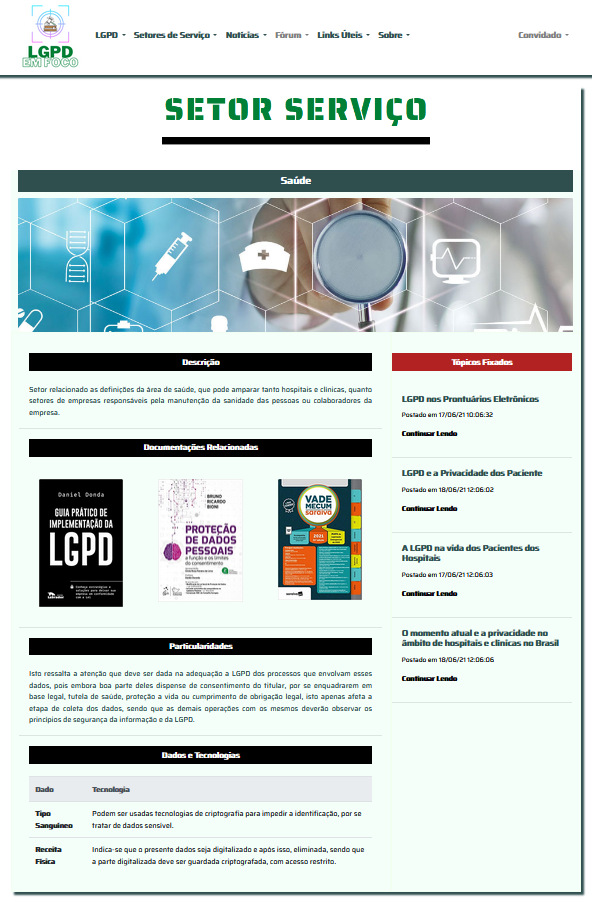 LGPD
EM FOCO
LGPD Setores de Serviço Notícias Fórum Links Úteis Sobre Convidado
SETOR SERVIÇO
Saúde
Descrição
Setor relacionado as definições da área de saúde, que pode amparar tanto hospitais e clínicas, quanto
setores de empresas responsáveis pela manutenção da sanidade das pessoas ou colaboradores da
empresa.
Documentações Relacionadas
Daniel Donda
GUIA PRÁTICO DE
IMPLEMENTAÇÃO DA
LGPD
BRUNO
RICARDO
BIONI
PROTEÇÃO
DE DADOS
PESSOAIS
a função e os limites
do consentimento
VADE
MECUM
saraiva
2021
Particularidades
Isto ressalta a atenção que deve ser dada na adequação a LGPD dos processos que envolvam esses
dados, pois embora boa parte deles dispense de consentimento do titular, por se enquadrarem em
base legal, tutela de saúde, proteção a vida ou cumprimento de obrigação legal, isto apenas afeta a
etapa de coleta dos dados, sendo que as demais operações com os mesmos deverão observar os
princípios de segurança da informação e da LGPD.
Dados e Tecnologias
Dado Tecnologia
Tipo
Sanguíneo
Podem ser usadas tecnologias de criptografia para impedir a identificação, por se
tratar de dados sensível.
Receita
Física
Indica-se que o presente dados seja digitalizado e após isso, eliminada, sendo que
a parte digitalizada deve ser guardada criptografada, com acesso restrito.
Tópicos Fixados
LGPD nos Prontuários Eletrônicos
Postado em 17/06/21 10:06:32
Continuar Lendo
LGPD e a Privacidade dos Paciente
Postado em 18/06/21 12:06:02
Continuar Lendo
A LGPD na vida dos Pacientes dos
Hospitais
Postado em 17/06/21 12:06:03
Continuar Lendo
O momento atual e a privacidade no
âmbito de hospitais e clínicas no Brasil
Postado em 18/06/21 12:06:06
Continuar Lendo